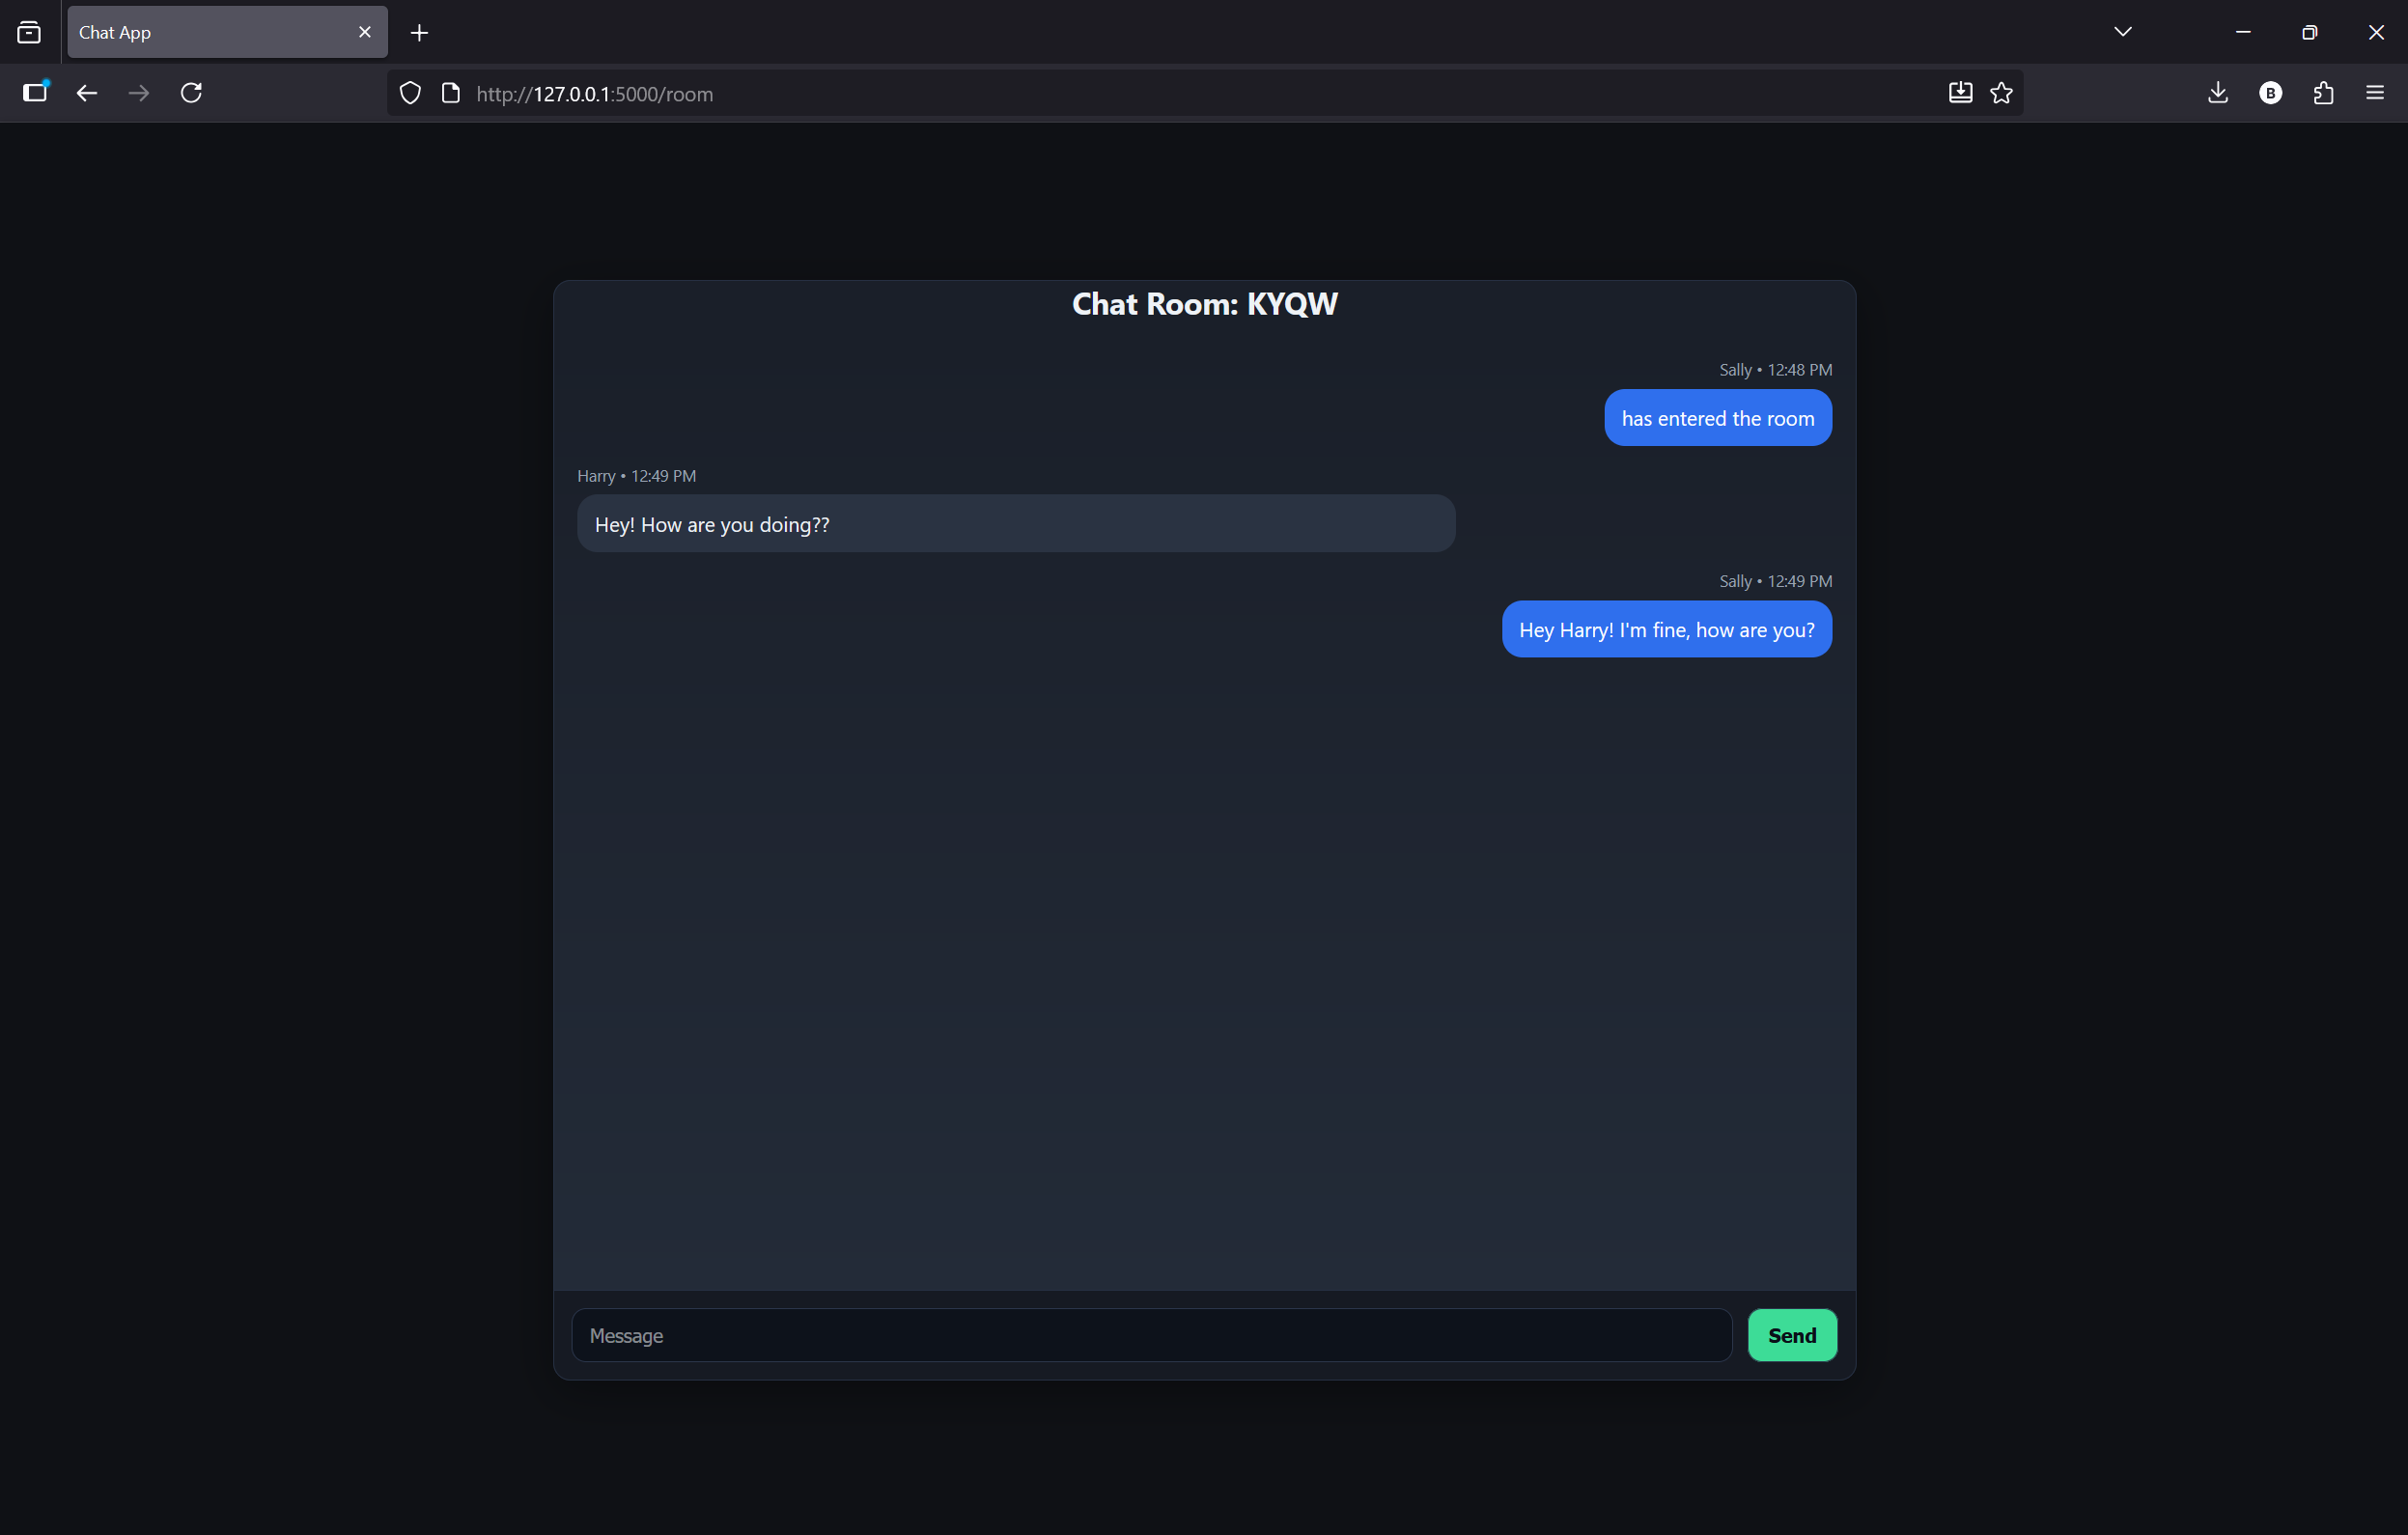 Chat App
http://127.0.0.1:5000/room
B
Chat Room: KYQW
Sally • 12:48 PM
has entered the room
Harry • 12:49 PM
Hey! How are you doing??
Sally • 12:49 PM
Hey Harry! I'm fine, how are you?
Message
Send